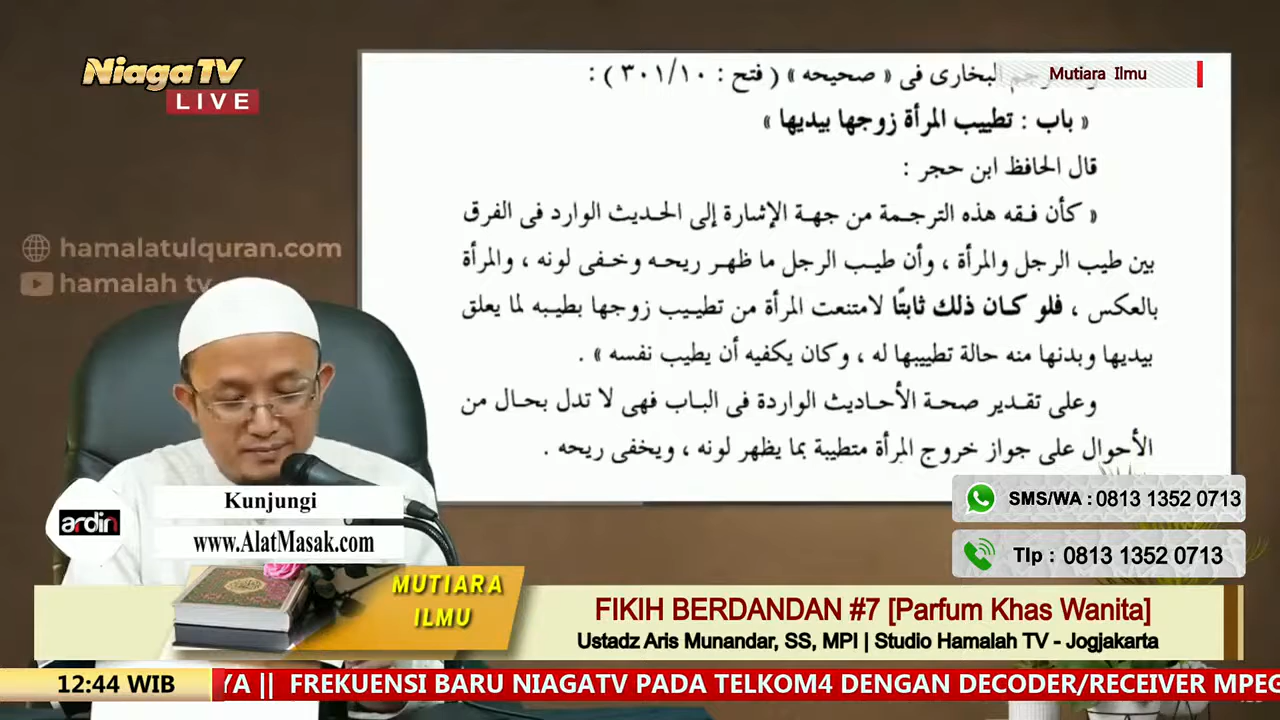 Niaga TV
LIVE
Mutiara Ilmu
البخارى فى « صحيحه » ( فتح : ٣٠١/١٠ ) :
« باب : تطييب المرأة زوجها بيديها »
قال الحافظ ابن حجر :
« كأن فقه هذه الترجمة من جهة الإشارة إلى الحديث الوارد فى الفرق
بين طيب الرجل والمرأة ، وأن طيب الرجل ما ظهر ريحه وخفى لونه ، والمرأة
بالعكس ، فلو كان ذلك ثابتًا لامتنعت المرأة من تطييب زوجها بطيبه لما يعلق
بيديها وبدنها منه حالة تطييبها له ، وكان يكفيه أن يطيب نفسه » .
وعلى تقدير صحة الأحاديث الواردة فى الباب فهى لا تدل بحال من
الأحوال على جواز خروج المرأة متطيبة بما يظهر لونه ، ويخفى ريحه .
hamalatulquran.com
hamalah tv
SMS/WA : 0813 1352 0713
Tlp : 0813 1352 0713
ardin
Kunjungi
www.AlatMasak.com
MUTIARA
ILMU
FIKIH BERDANDAN #7 [Parfum Khas Wanita]
Ustadz Aris Munandar, SS, MPI | Studio Hamalah TV - Jogjakarta
12:44 WIB
YA || FREKUENSI BARU NIAGATV PADA TELKOM4 DENGAN DECODER/RECEIVER MPEG